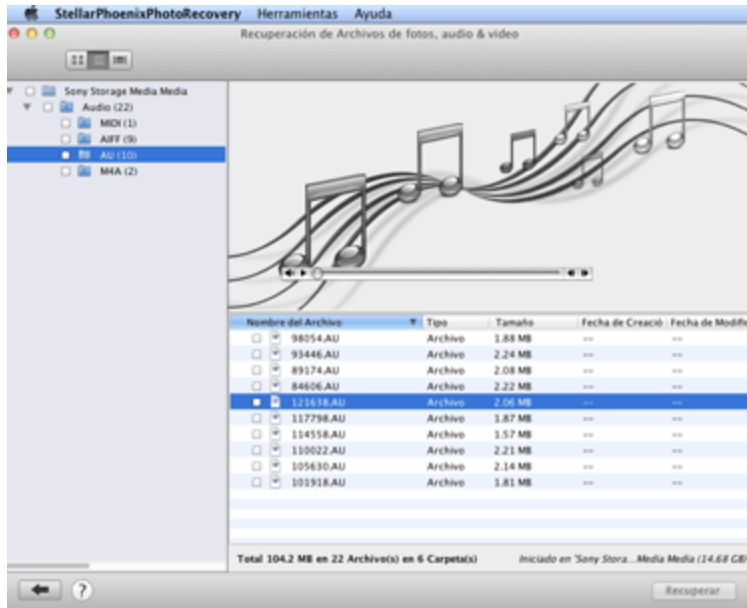 StellarPhoenixPhotoRecovery Herramientas Ayuda
Recuperación de Archivos de fotos, audio & video
Sony Storage Media Media
Audio (22)
MIDI (1)
AIFF (9)
AU (10)
M4A (2)
Nombre del Archivo Tipo Tamaño Fecha de Creació Fecha de Modifi
98054.AU Archivo 1.88 MB -- --
93446.AU Archivo 2.24 MB -- --
89174.AU Archivo 2.08 MB -- --
84606.AU Archivo 2.22 MB -- --
121638.AU Archivo 2.06 MB -- --
117798.AU Archivo 1.87 MB -- --
114558.AU Archivo 1.57 MB -- --
110022.AU Archivo 2.21 MB -- --
105630.AU Archivo 2.14 MB -- --
101918.AU Archivo 1.81 MB -- --
Total 104.2 MB en 22 Archivo(s) en 6 Carpeta(s) Iniciado en 'Sony Stora...Media Media (14.68 GB
?
Recuperar